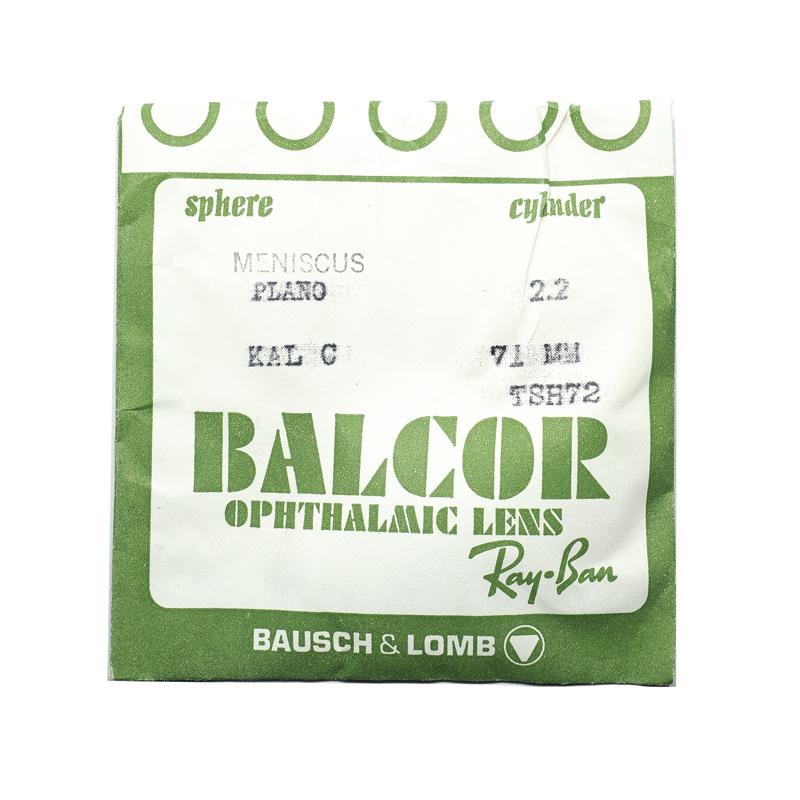 sphere cylinder
MENISCUS
PLANO 2.2
KAL C 71 MM
TSH72
BALCOR
OPHTHALMIC LENS
Ray-Ban
BAUSCH & LOMB